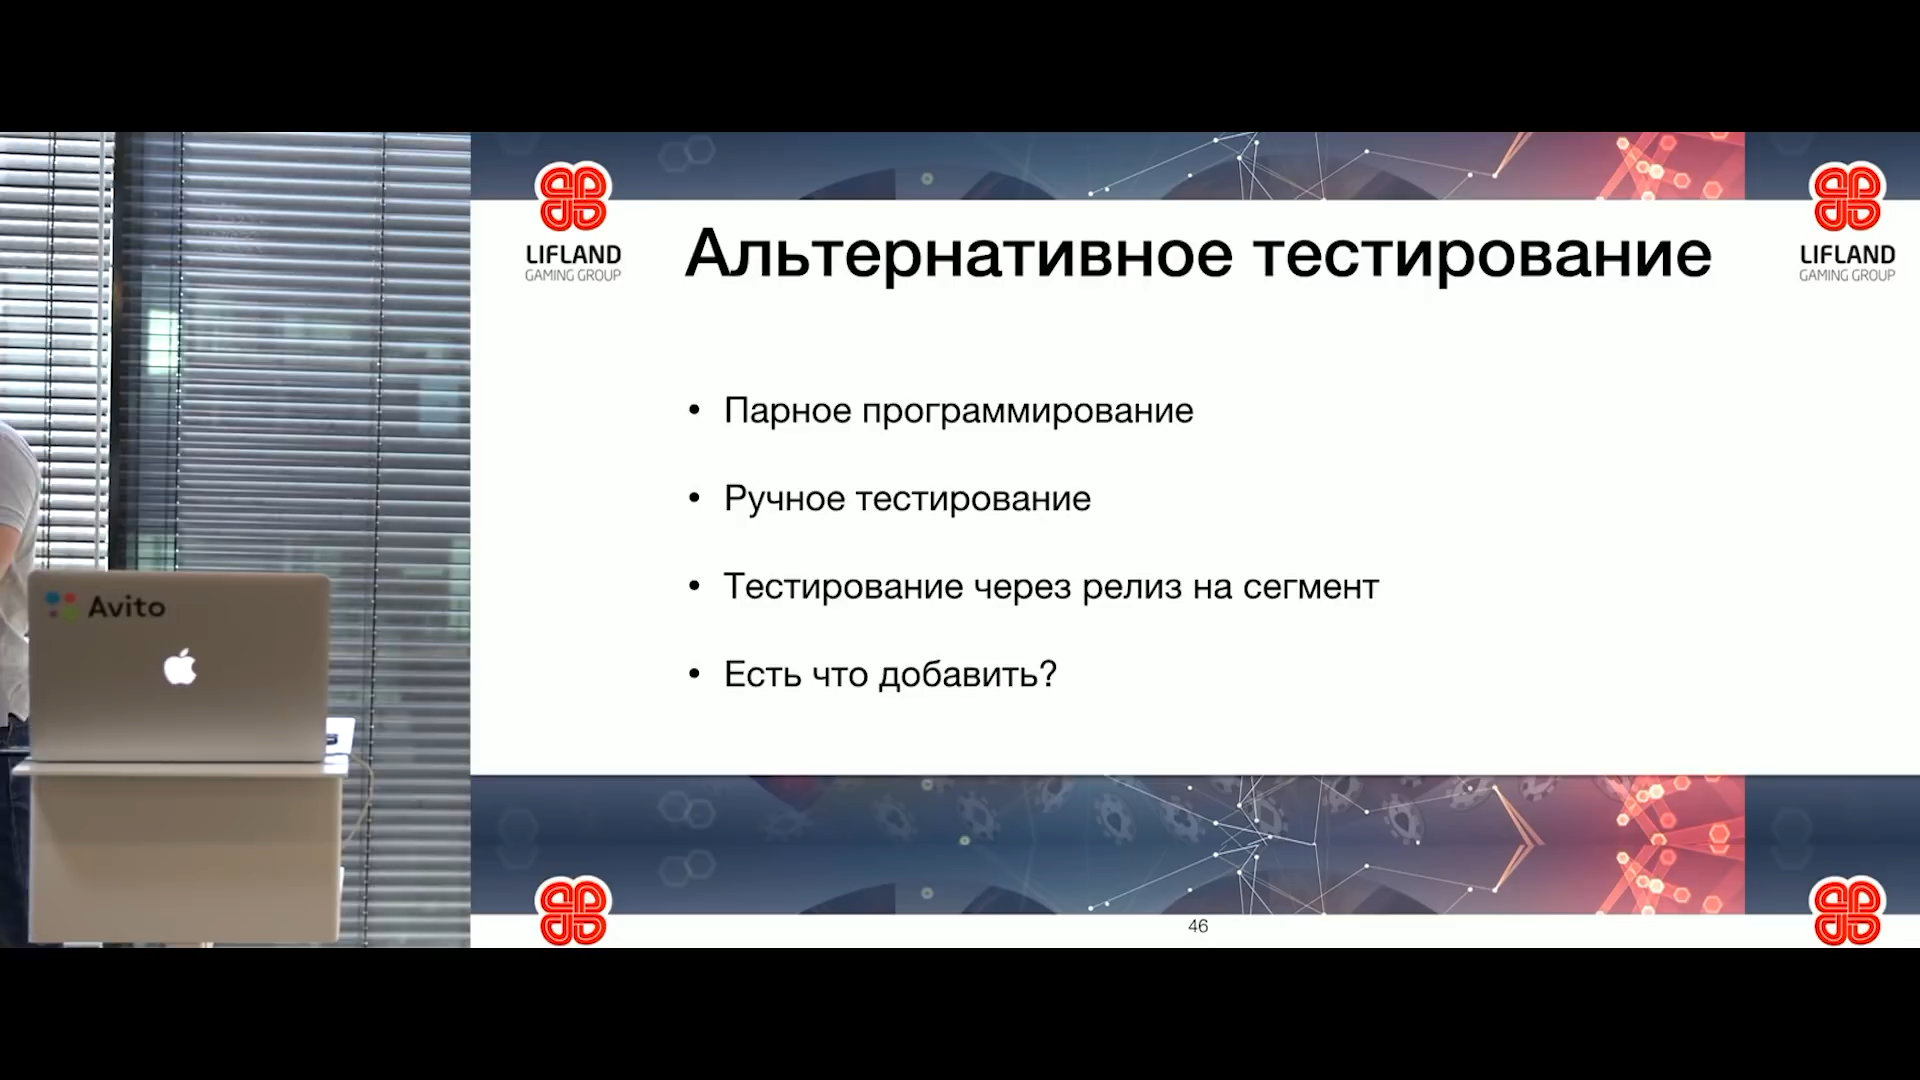 LIFLAND
GAMING GROUP
Альтернативное тестирование
LIFLAND
GAMING GROUP
• Парное программирование
• Ручное тестирование
• Тестирование через релиз на сегмент
• Есть что добавить?
Avito
46